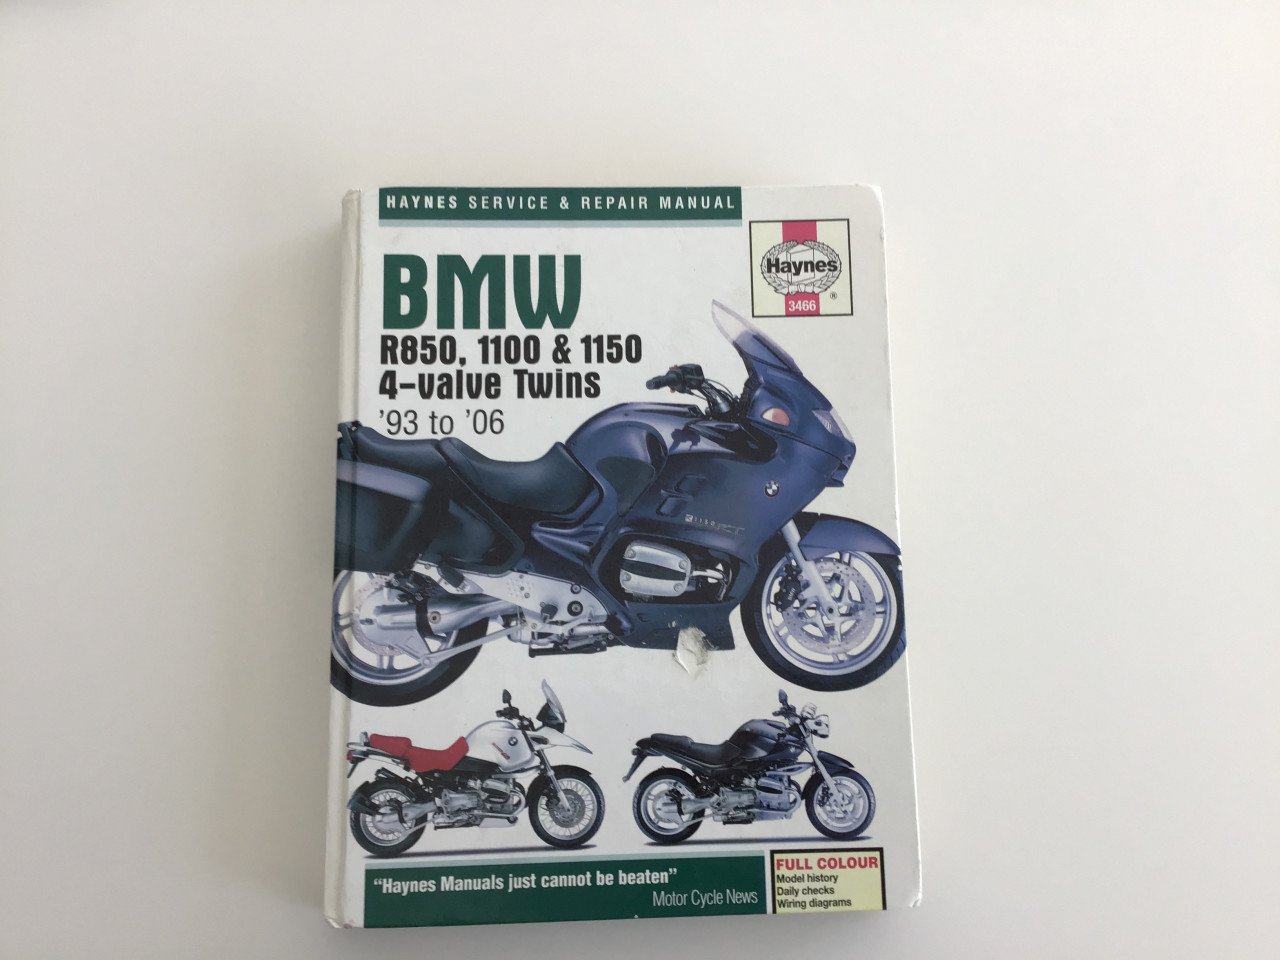 HAYNES SERVICE & REPAIR MANUAL
Haynes
®
3466
BMW
R850, 1100 & 1150
4-valve Twins
'93 to '06
R1150RT
"Haynes Manuals just cannot be beaten"
Motor Cycle News
FULL COLOUR
Model history
Daily checks
Wiring diagrams